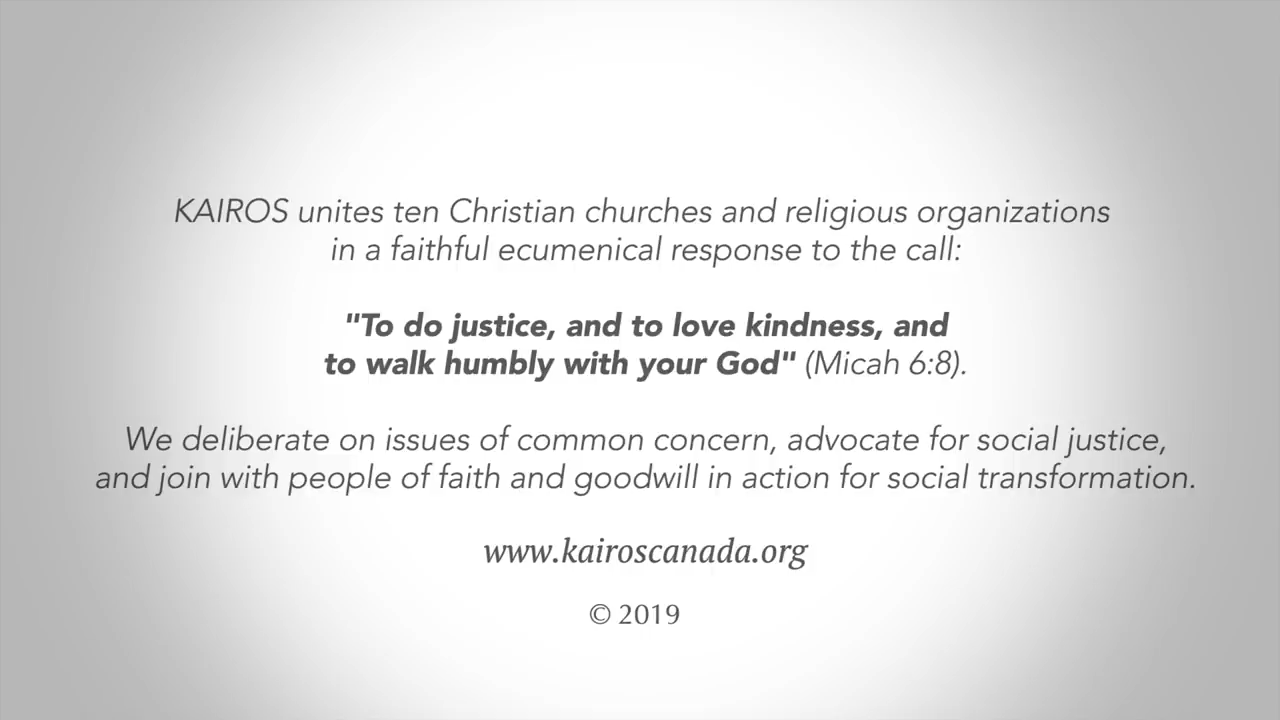 KAIROS unites ten Christian churches and religious organizations
in a faithful ecumenical response to the call:
"To do justice, and to love kindness, and
to walk humbly with your God" (Micah 6:8).
We deliberate on issues of common concern, advocate for social justice,
and join with people of faith and goodwill in action for social transformation.
www.kairoscanada.org
© 2019